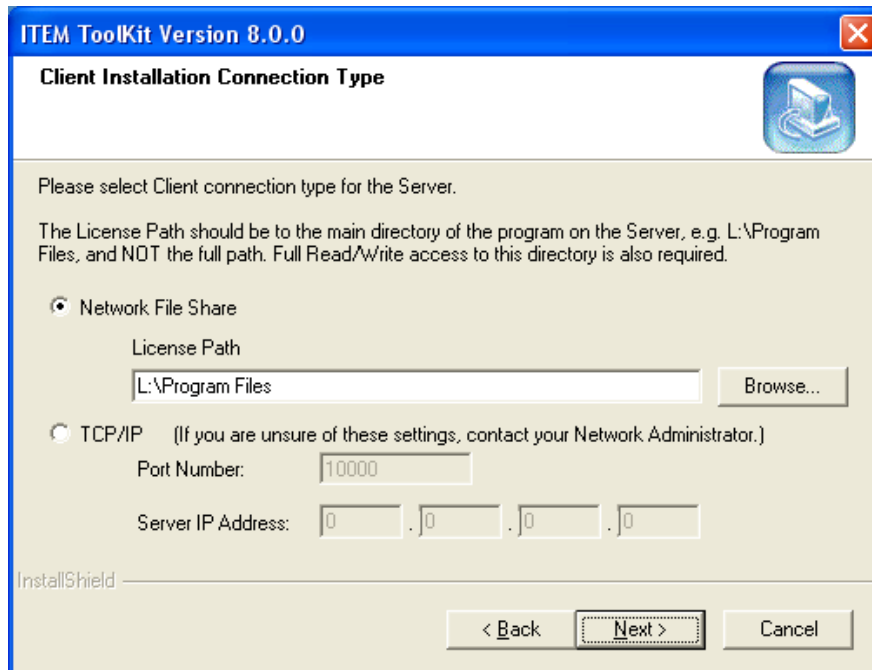 ITEM ToolKit Version 8.0.0
Client Installation Connection Type
Please select Client connection type for the Server.
The License Path should be to the main directory of the program on the Server, e.g. L:\Program
Files, and NOT the full path. Full Read/Write access to this directory is also required.
Network File Share
License Path
L:\Program Files
Browse...
TCP/IP (If you are unsure of these settings, contact your Network Administrator.)
Port Number: 10000
Server IP Address: 0 . 0 . 0 . 0
InstallShield
< Back Next > Cancel